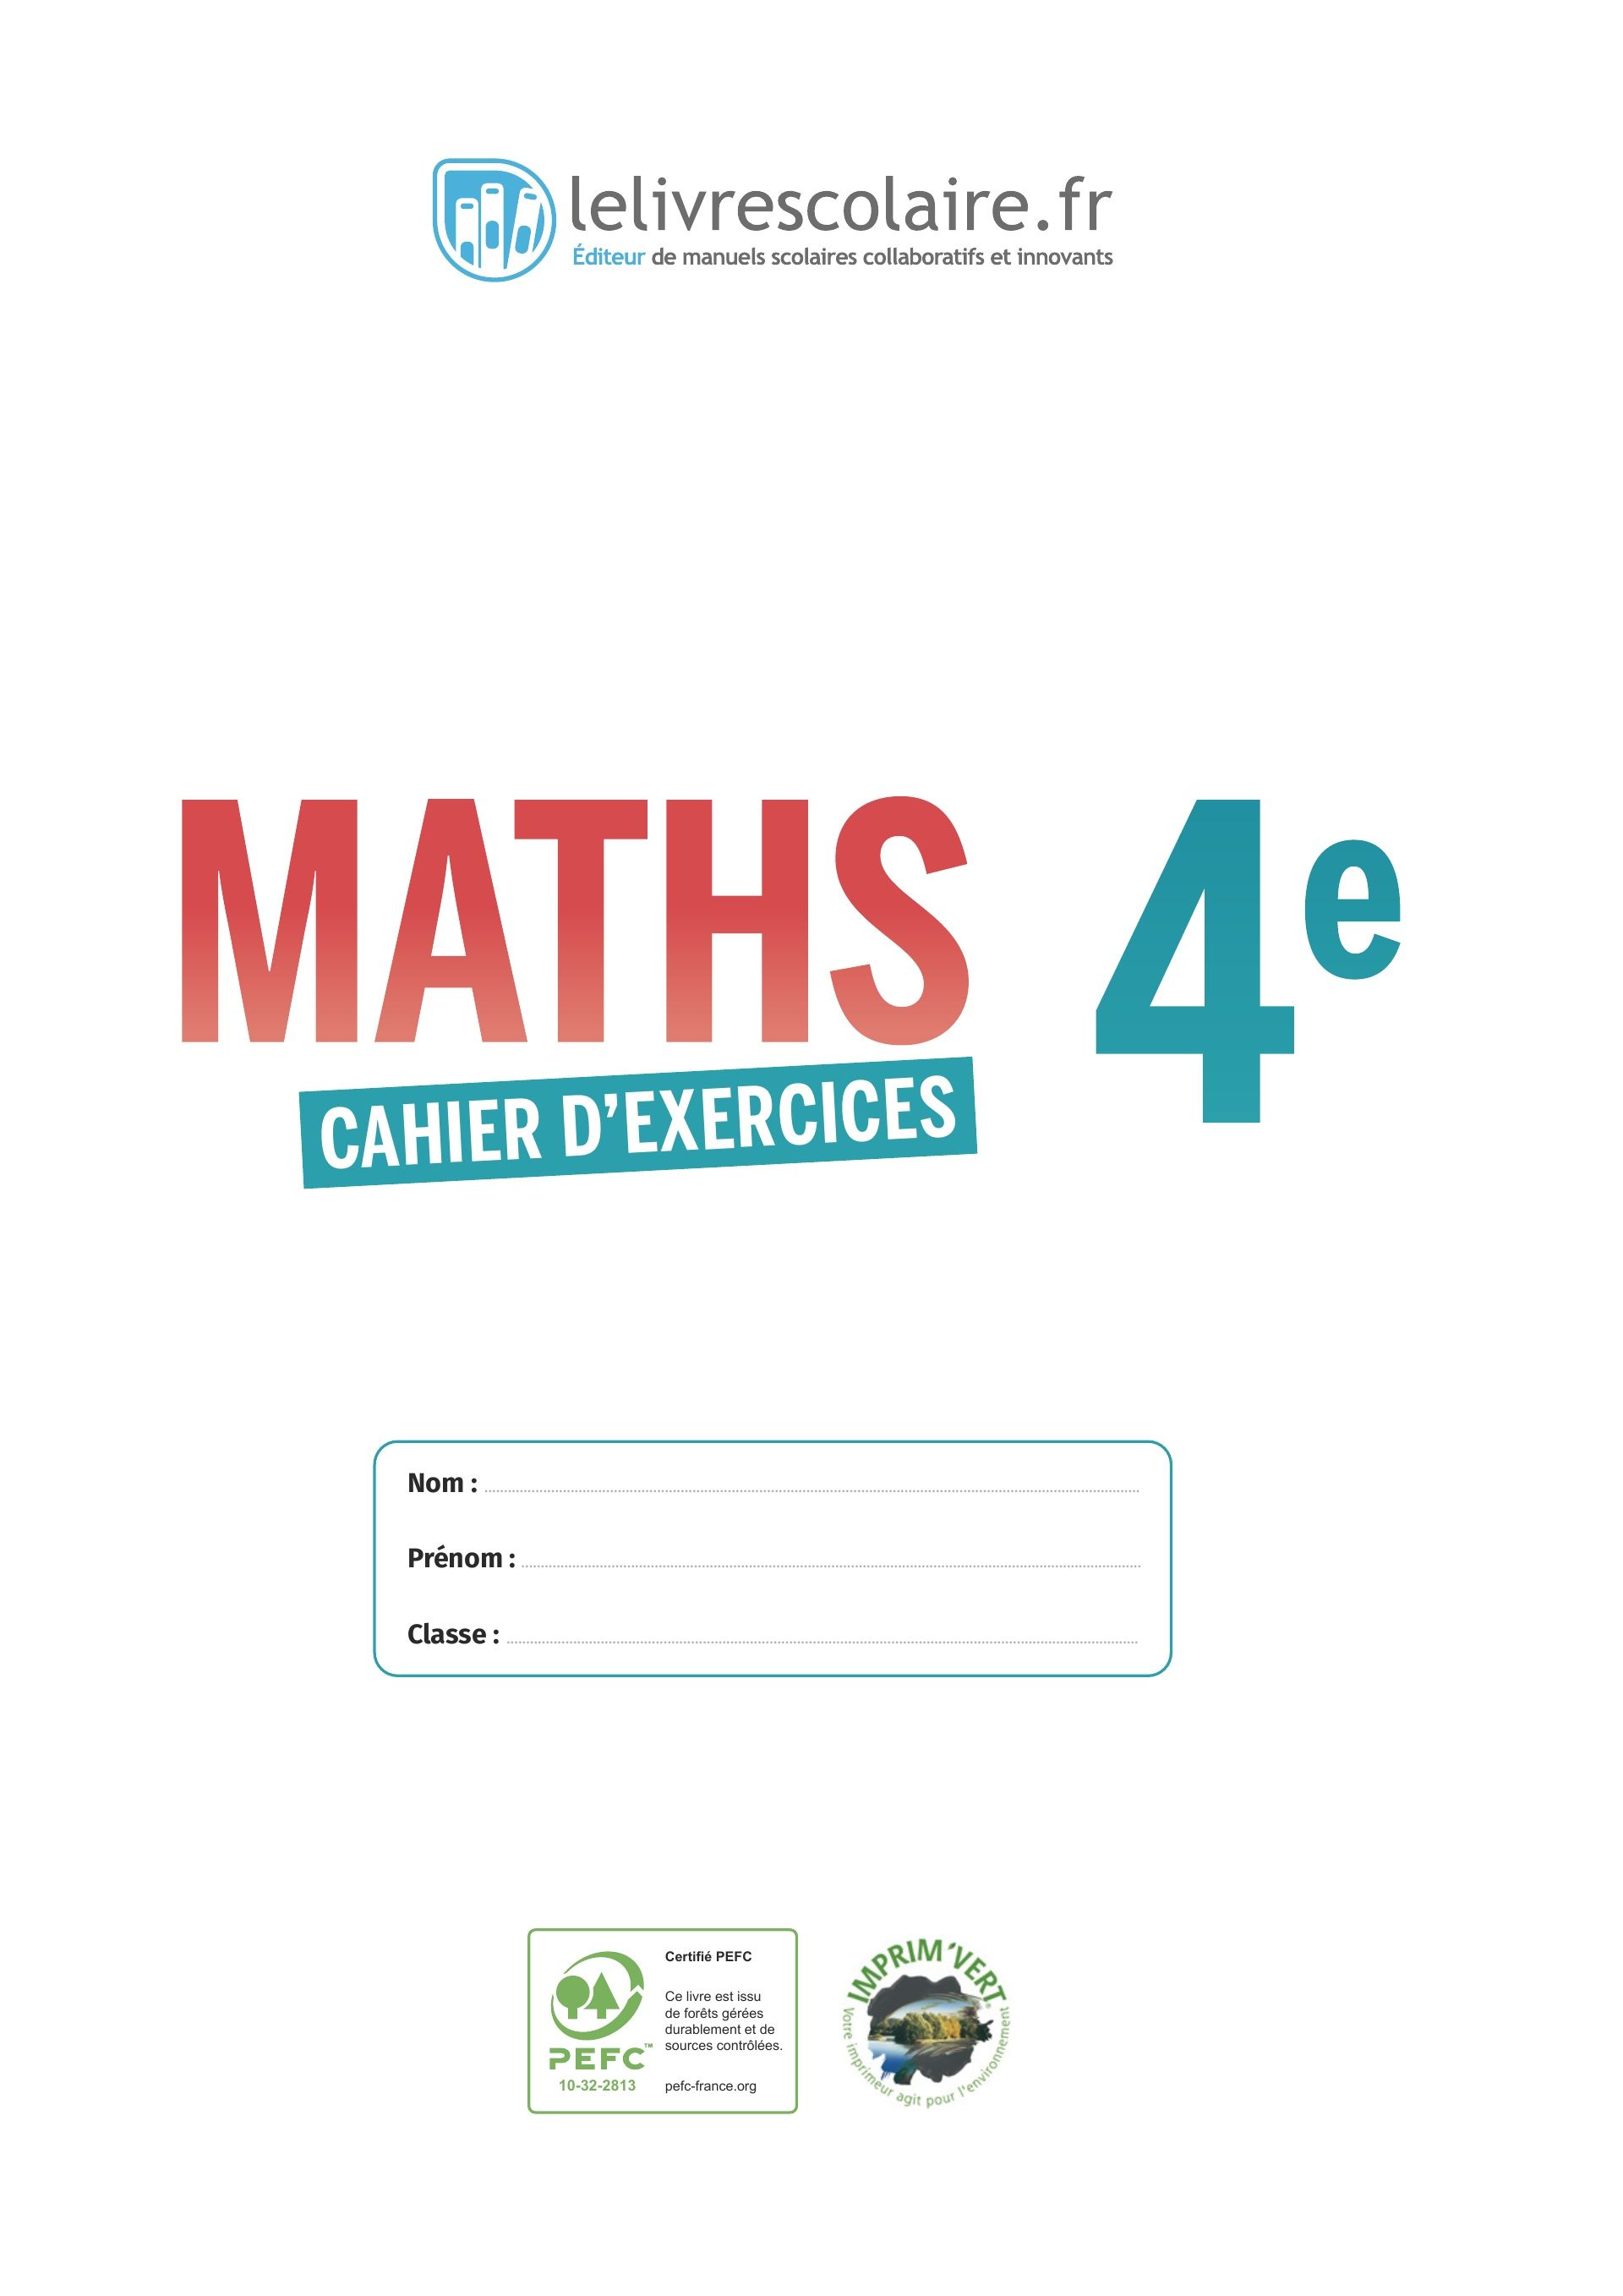 lelivrescolaire.fr
Éditeur de manuels scolaires collaboratifs et innovants
MATHS 4e
CAHIER D’EXERCICES
Nom :
Prénom :
Classe :
Certifié PEFC
Ce livre est issu
de forêts gérées
durablement et de
sources contrôlées.
pefc-france.org
PEFC™
10-32-2813
IMPRIM’VERT®
Votre imprimeur agit pour l'environnement